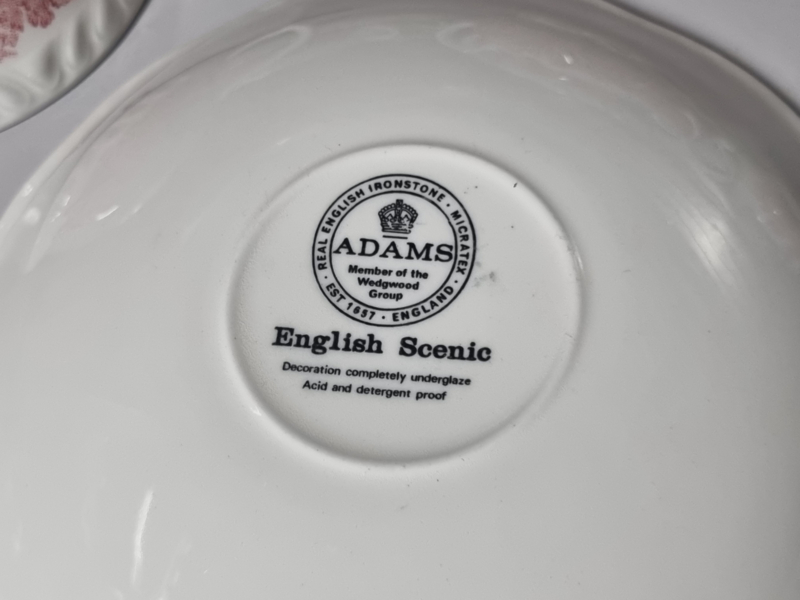 REAL ENGLISH IRONSTONE · MICRATEX ·
ADAMS
Member of the
Wedgwood
Group
EST 1657 · ENGLAND ·
English Scenic
Decoration completely underglaze
Acid and detergent proof